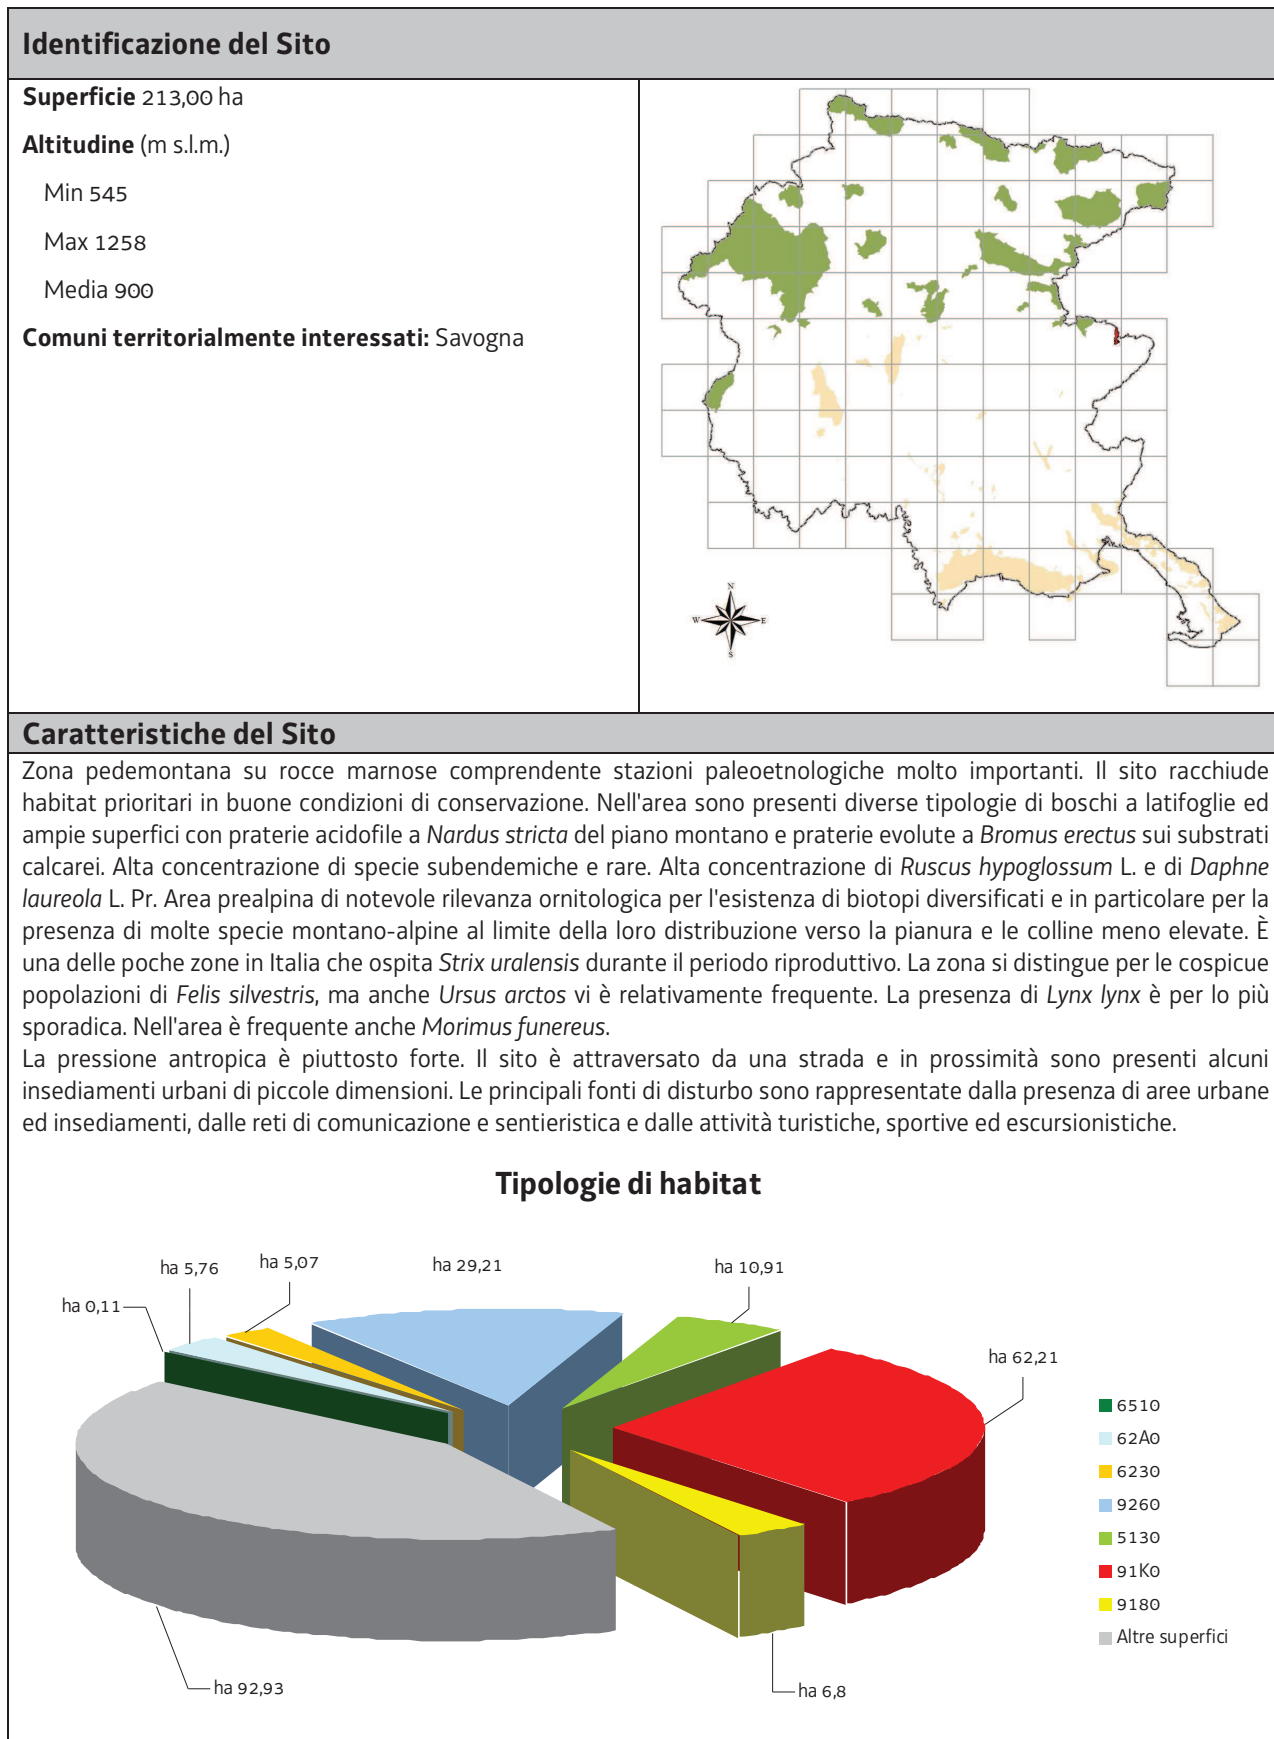 Identificazione del Sito
Superficie 213,00 ha
Altitudine (m s.l.m.)
Min 545
Max 1258
Media 900
Comuni territorialmente interessati: Savogna
N
W E
S
Caratteristiche del Sito
Zona pedemontana su rocce marnose comprendente stazioni paleoetnologiche molto importanti. Il sito racchiude
habitat prioritari in buone condizioni di conservazione. Nell'area sono presenti diverse tipologie di boschi a latifoglie ed
ampie superfici con praterie acidofile a Nardus stricta del piano montano e praterie evolute a Bromus erectus sui substrati
calcarei. Alta concentrazione di specie subendemiche e rare. Alta concentrazione di Ruscus hypoglossum L. e di Daphne
laureola L. Pr. Area prealpina di notevole rilevanza ornitologica per l'esistenza di biotopi diversificati e in particolare per la
presenza di molte specie montano-alpine al limite della loro distribuzione verso la pianura e le colline meno elevate. È
una delle poche zone in Italia che ospita Strix uralensis durante il periodo riproduttivo. La zona si distingue per le cospicue
popolazioni di Felis silvestris, ma anche Ursus arctos vi è relativamente frequente. La presenza di Lynx lynx è per lo più
sporadica. Nell'area è frequente anche Morimus funereus.
La pressione antropica è piuttosto forte. Il sito è attraversato da una strada e in prossimità sono presenti alcuni
insediamenti urbani di piccole dimensioni. Le principali fonti di disturbo sono rappresentate dalla presenza di aree urbane
ed insediamenti, dalle reti di comunicazione e sentieristica e dalle attività turistiche, sportive ed escursionistiche.
Tipologie di habitat
ha 0,11
ha 5,76
ha 5,07
ha 29,21
ha 10,91
ha 62,21
ha 92,93
ha 6,8
6510
62A0
6230
9260
5130
91K0
9180
Altre superfici